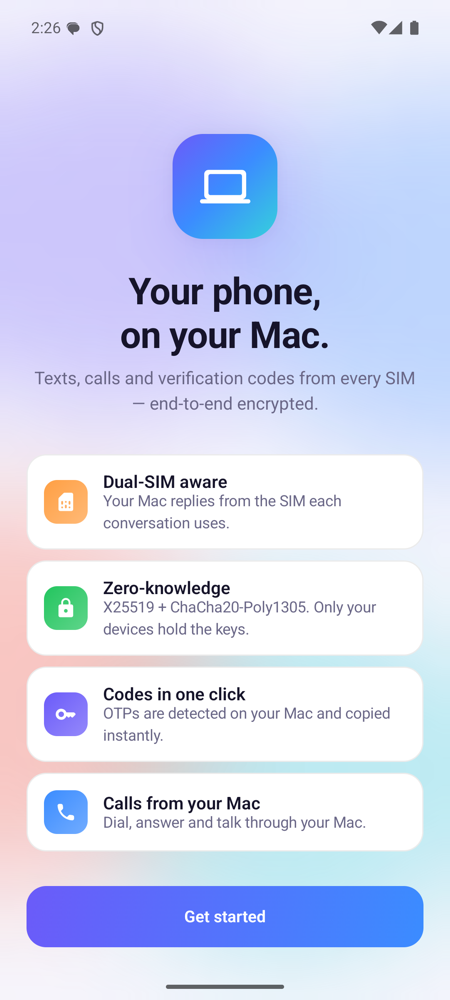 2:26
Your phone,
on your Mac.
Texts, calls and verification codes from every SIM
— end-to-end encrypted.
Dual-SIM aware
Your Mac replies from the SIM each
conversation uses.
Zero-knowledge
X25519 + ChaCha20-Poly1305. Only your
devices hold the keys.
Codes in one click
OTPs are detected on your Mac and copied
instantly.
Calls from your Mac
Dial, answer and talk through your Mac.
Get started